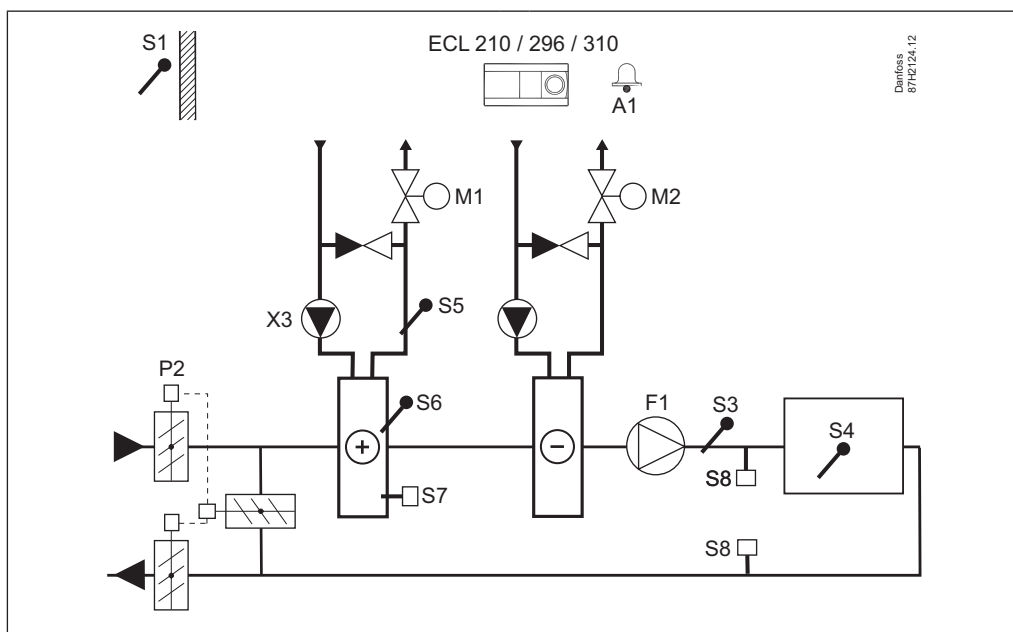 S1
ECL 210 / 296 / 310
A1
Danfoss
87H2124.12
M1
M2
S5
X3
P2
S6
F1
S3
S4
+
−
S8
S7
S8